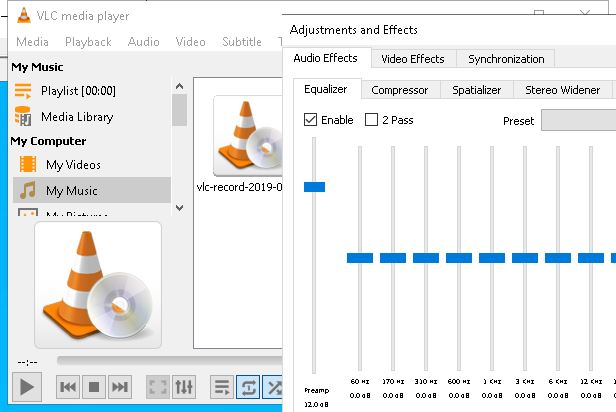 VLC media player
Media Playback Audio Video Subtitle
My Music
Playlist [00:00]
Media Library
My Computer
My Videos
My Music
My Pictures
vlc-record-2019-0
--:--
Adjustments and Effects
Audio Effects Video Effects Synchronization
Equalizer Compressor Spatializer Stereo Widener
Enable 2 Pass Preset
60 Hz 170 Hz 310 Hz 600 Hz 1 KHz 3 KHz 6 KHz 12 KH
Preamp 0.0 dB 0.0 dB 0.0 dB 0.0 dB 0.0 dB 0.0 dB 0.0 dB 0.0 dB
12.0 dB